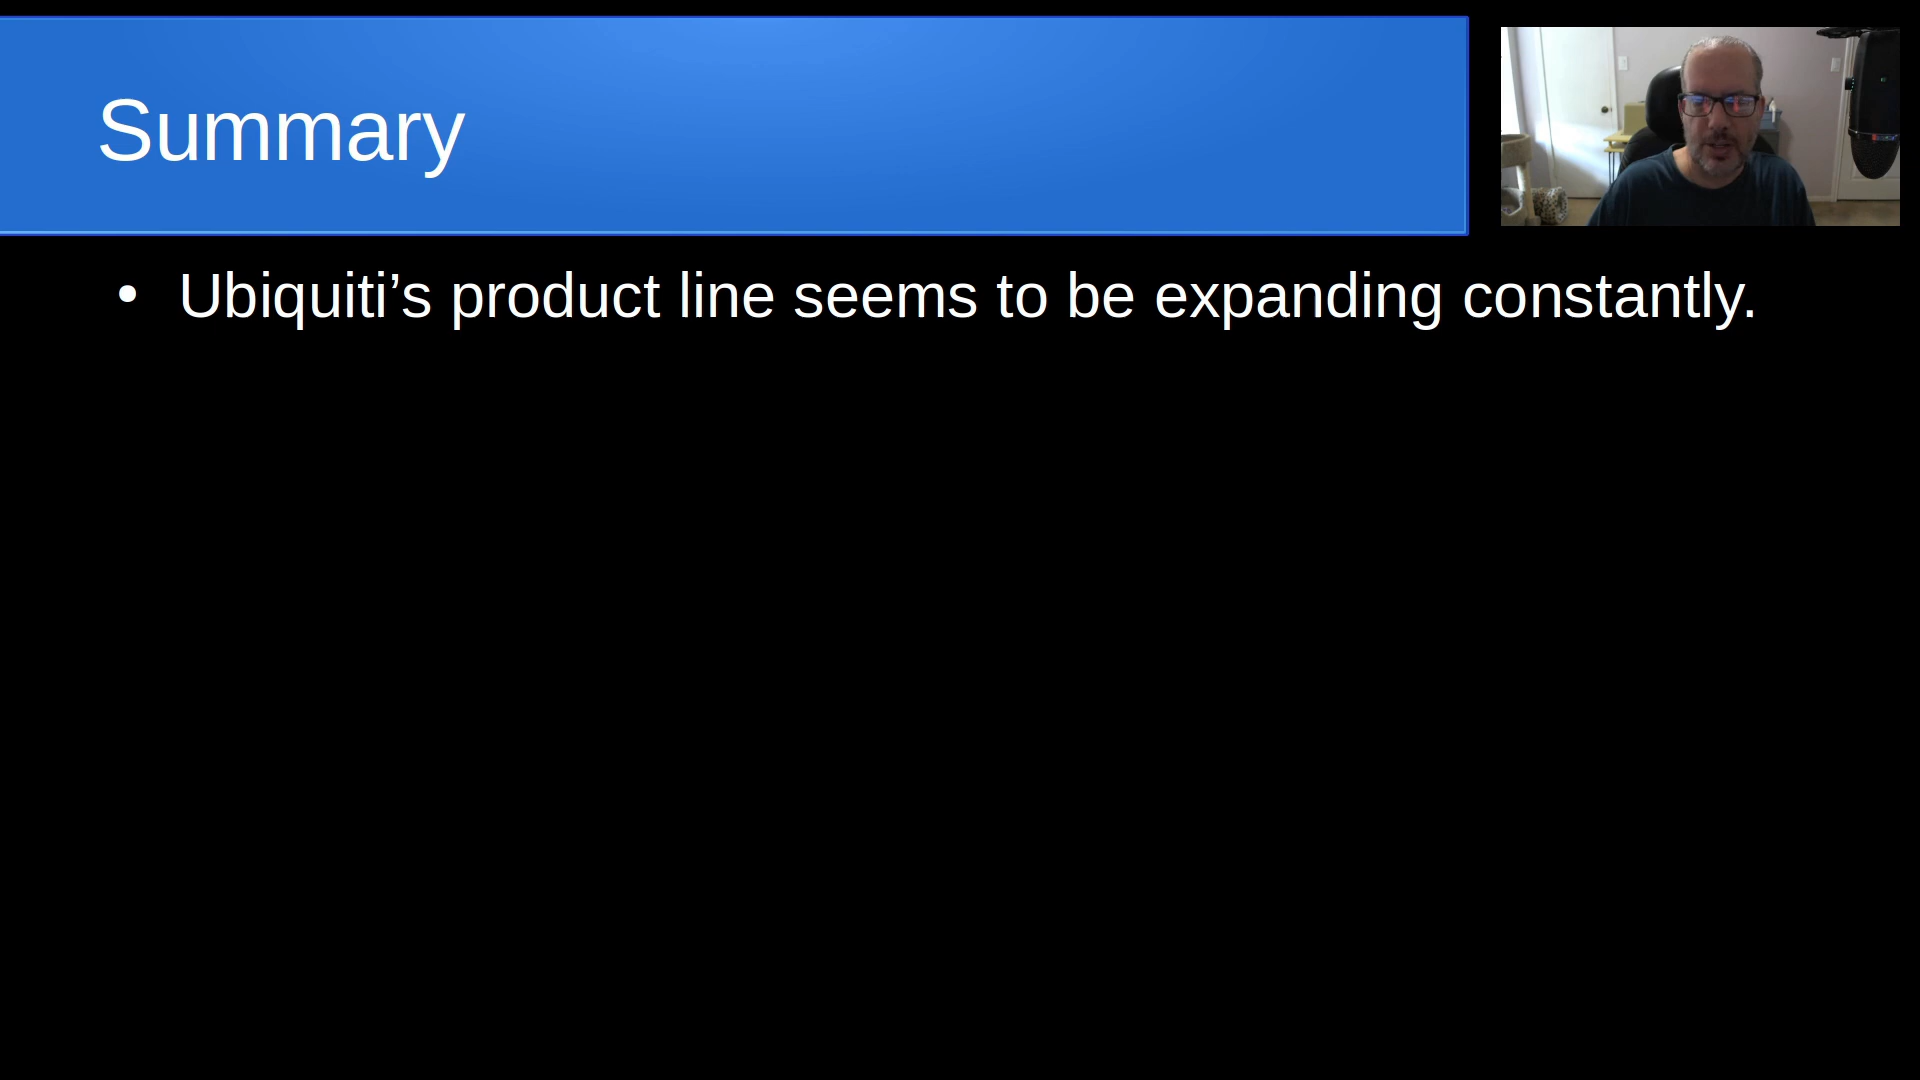 Summary
• Ubiquiti’s product line seems to be expanding constantly.